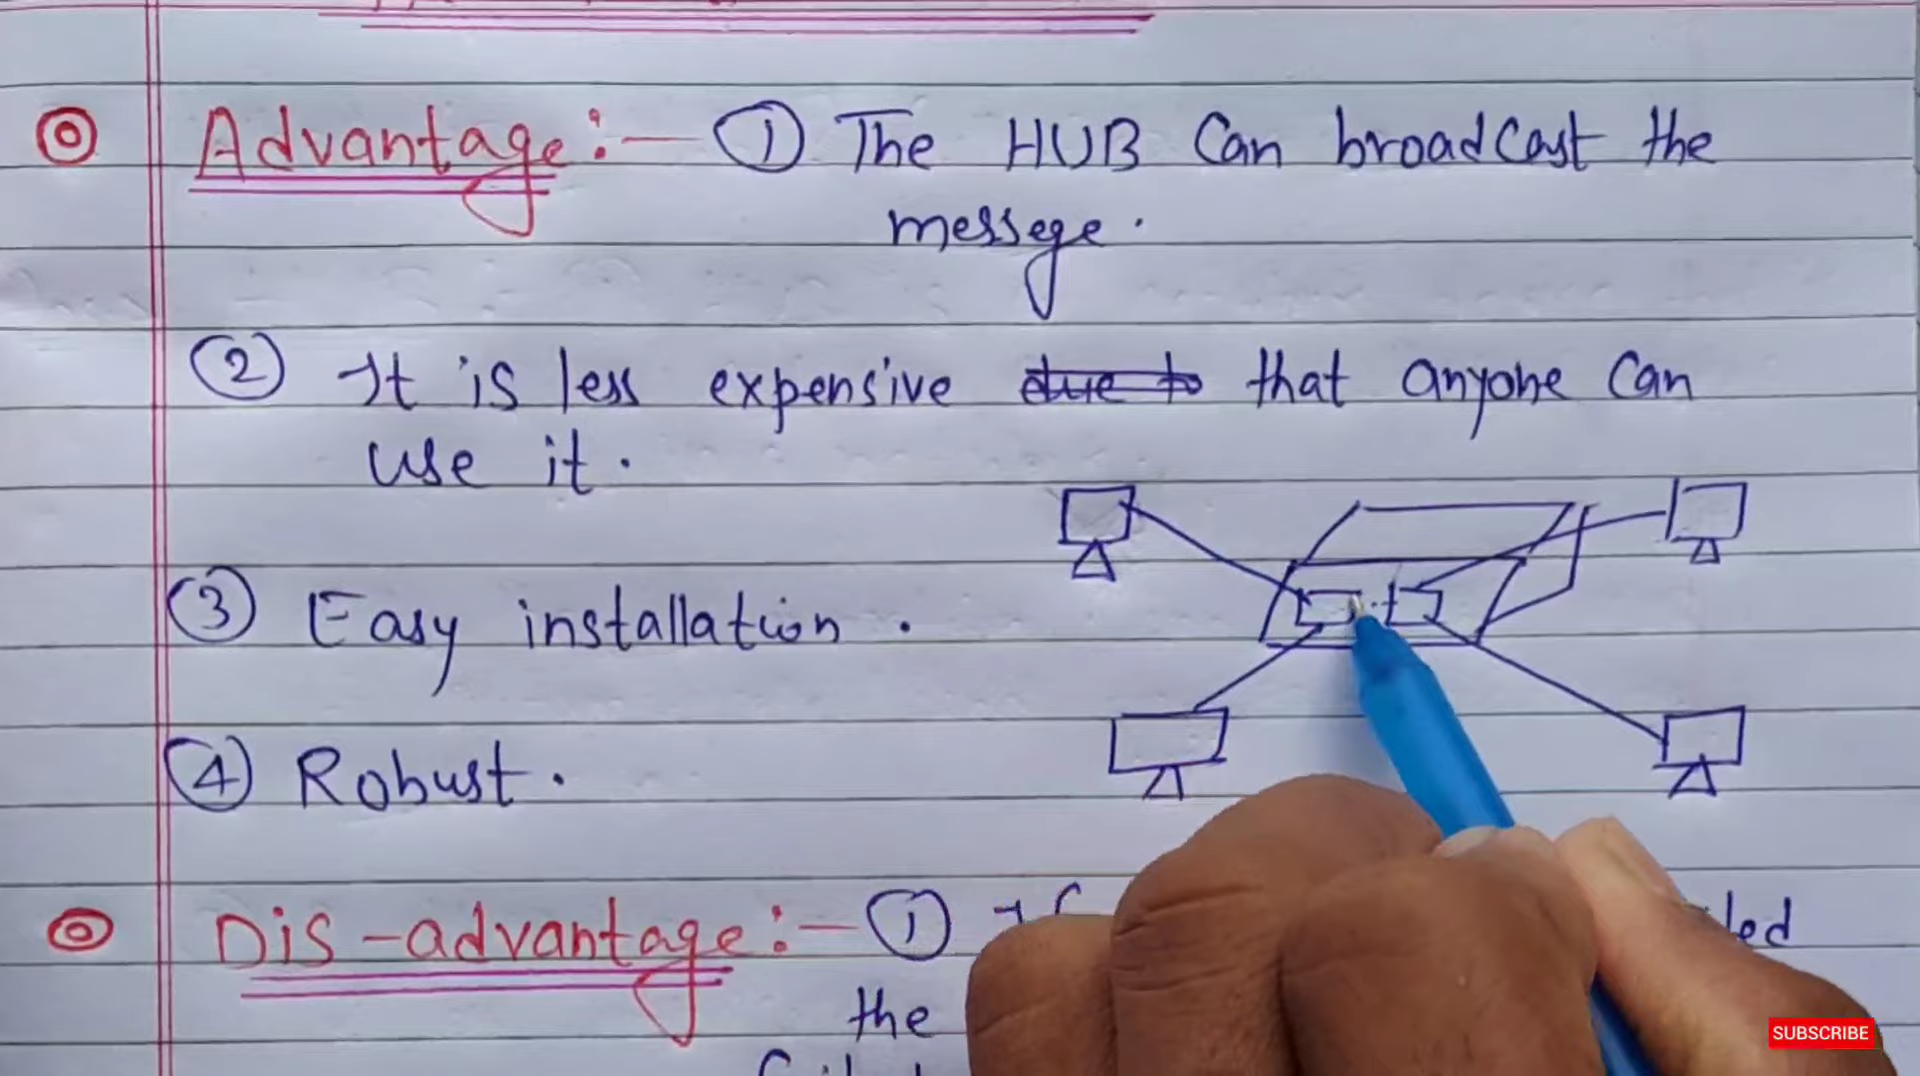 Advantage:— ① The HUB Can broadcast the
messege.
② It is less expensive due to that anyone can
use it.
③ Easy installation.
④ Robust.
Dis-advantage:— ① If
the
SUBSCRIBE